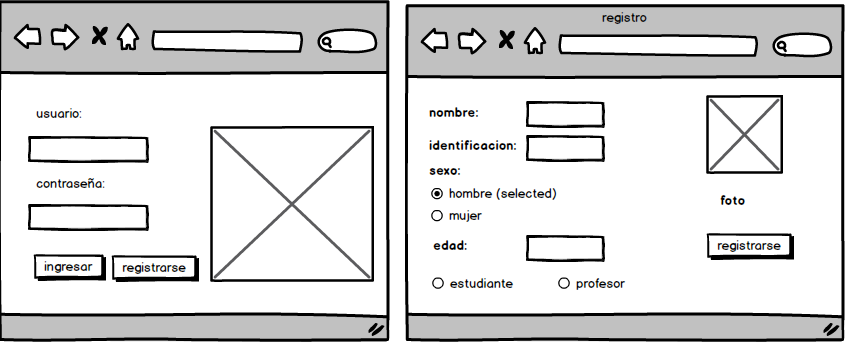 usuario:
contraseña:
ingresar
registrarse
registro
nombre:
identificacion:
sexo:
hombre (selected)
mujer
edad:
estudiante
profesor
foto
registrarse